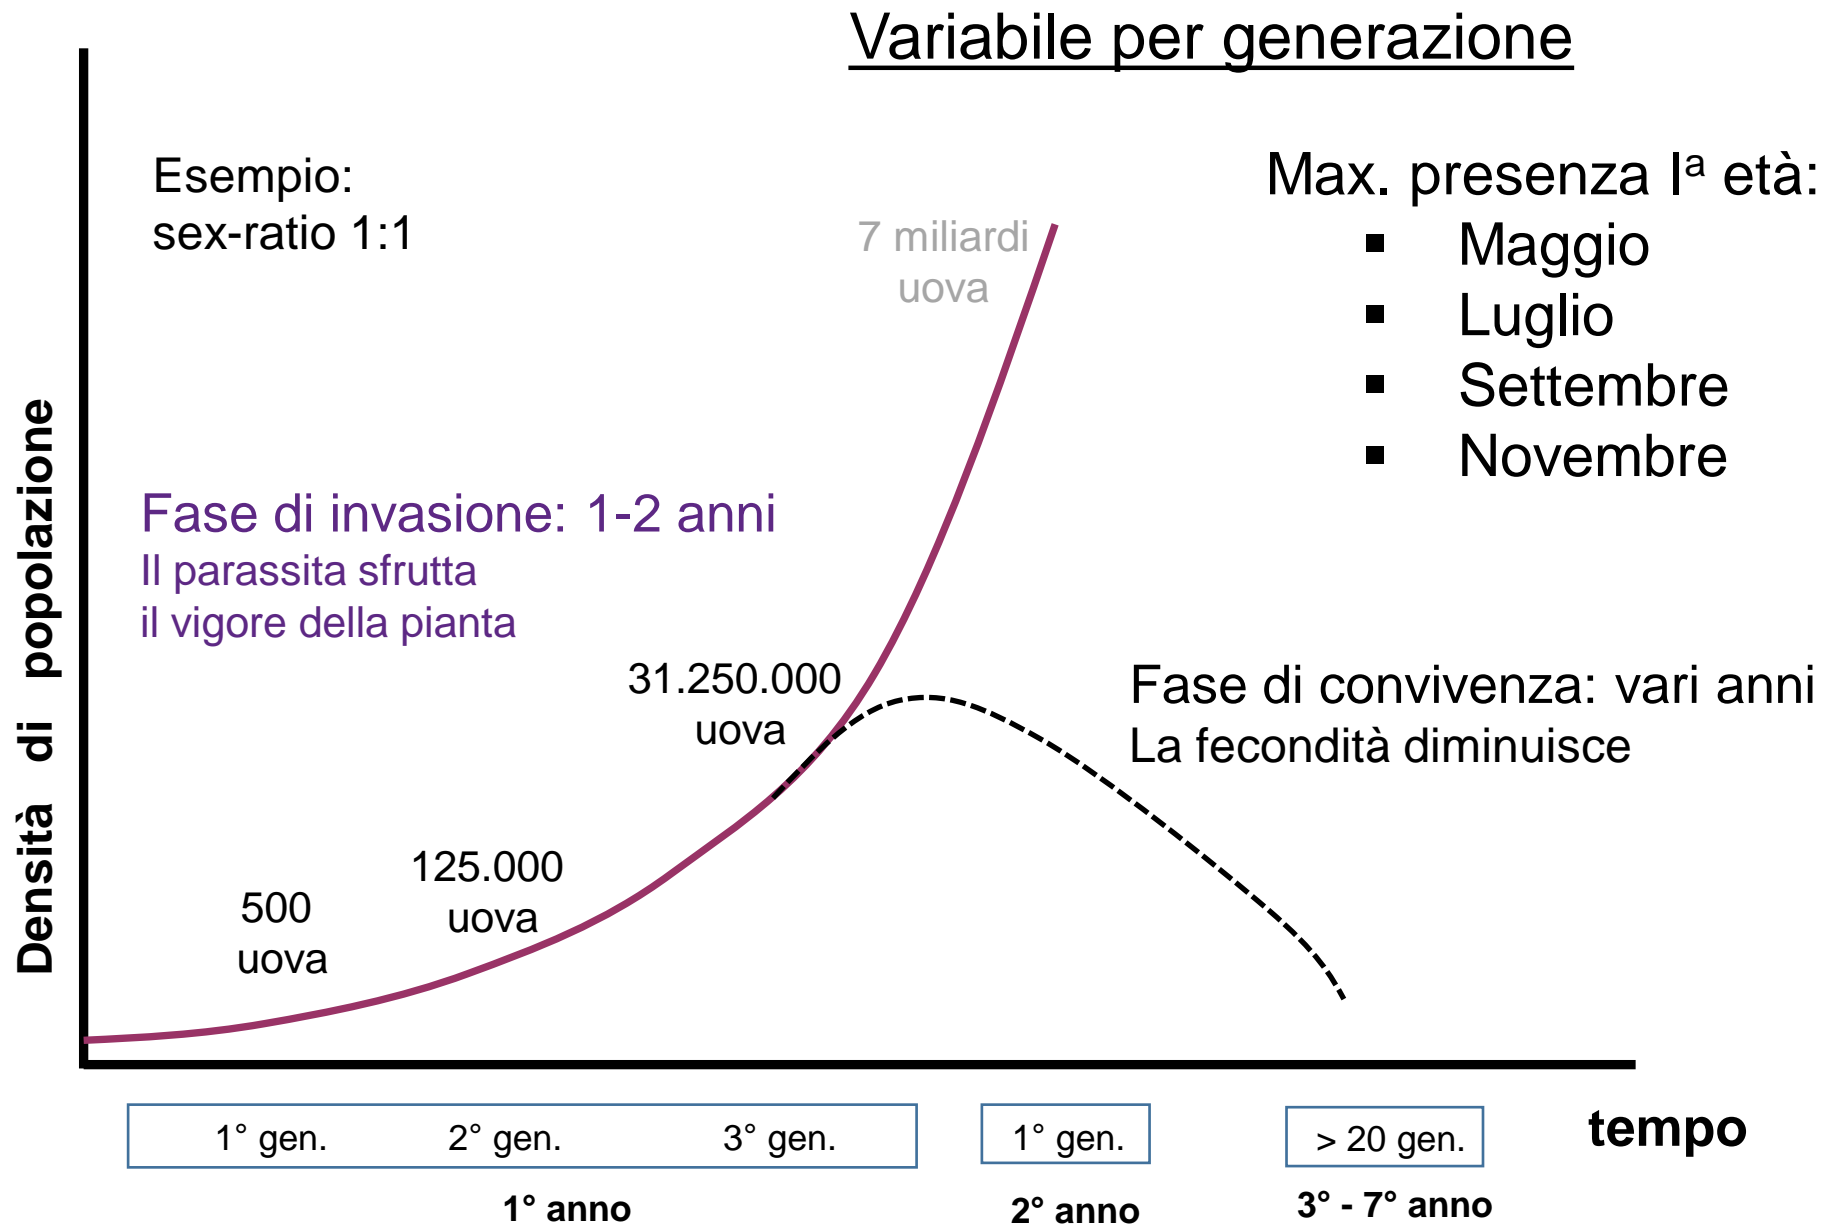 Variabile per generazione
Esempio:
sex-ratio 1:1
Max. presenza Iª età:
▪ Maggio
▪ Luglio
▪ Settembre
▪ Novembre
7 miliardi
uova
Fase di invasione: 1-2 anni
Il parassita sfrutta
il vigore della pianta
31.250.000
uova
Fase di convivenza: vari anni
La fecondità diminuisce
125.000
uova
500
uova
Densità di popolazione
1° gen. 2° gen. 3° gen. 1° gen. > 20 gen. tempo
1° anno 2° anno 3° - 7° anno